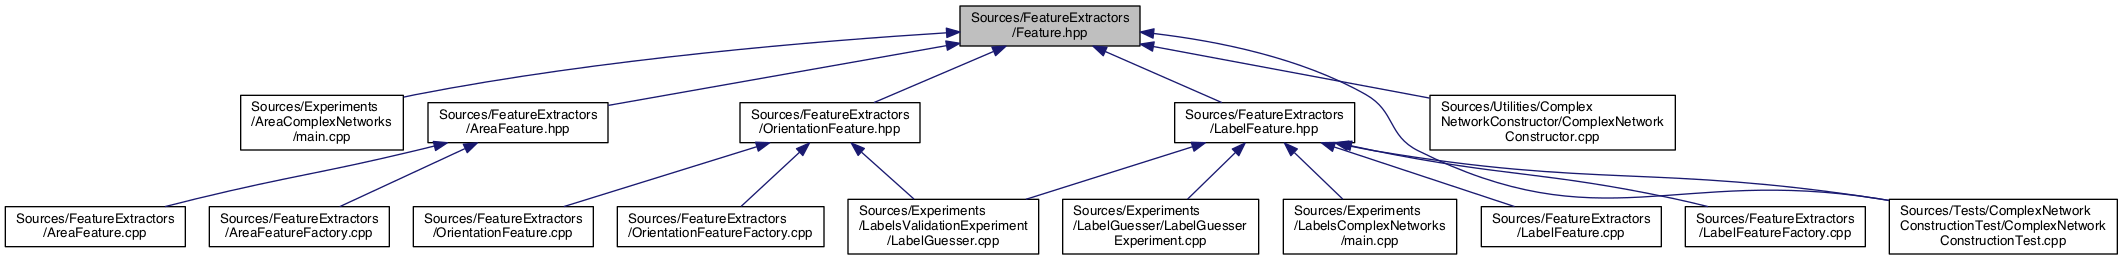 Sources/FeatureExtractors
/Feature.hpp
Sources/Experiments
/AreaComplexNetworks
/main.cpp
Sources/FeatureExtractors
/AreaFeature.hpp
Sources/FeatureExtractors
/OrientationFeature.hpp
Sources/FeatureExtractors
/LabelFeature.hpp
Sources/Utilities/Complex
NetworkConstructor/ComplexNetwork
Constructor.cpp
Sources/FeatureExtractors
/AreaFeature.cpp
Sources/FeatureExtractors
/AreaFeatureFactory.cpp
Sources/FeatureExtractors
/OrientationFeature.cpp
Sources/FeatureExtractors
/OrientationFeatureFactory.cpp
Sources/Experiments
/LabelsValidationExperiment
/LabelGuesser.cpp
Sources/Experiments
/LabelGuesser/LabelGuesser
Experiment.cpp
Sources/Experiments
/LabelsComplexNetworks
/main.cpp
Sources/FeatureExtractors
/LabelFeature.cpp
Sources/FeatureExtractors
/LabelFeatureFactory.cpp
Sources/Tests/ComplexNetwork
ConstructionTest/ComplexNetwork
ConstructionTest.cpp